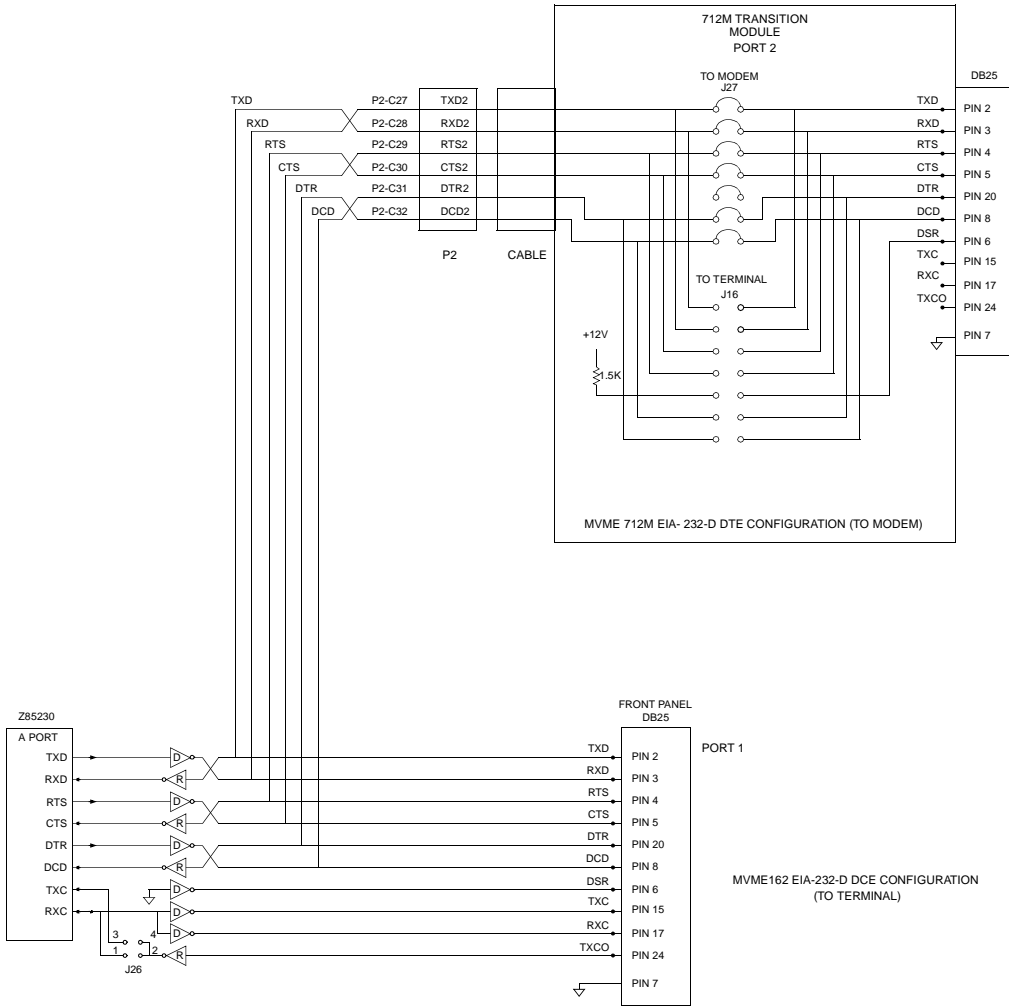 712M TRANSITION
MODULE
PORT 2
TO MODEM
J27
DB25
TXD P2-C27 TXD2 TXD PIN 2
RXD P2-C28 RXD2 RXD PIN 3
RTS P2-C29 RTS2 RTS PIN 4
CTS P2-C30 CTS2 CTS PIN 5
DTR P2-C31 DTR2 DTR PIN 20
DCD P2-C32 DCD2 DCD PIN 8
DSR PIN 6
P2 CABLE TXC PIN 15
TO TERMINAL
J16
RXC PIN 17
TXCO PIN 24
+12V PIN 7
1.5K
MVME 712M EIA- 232-D DTE CONFIGURATION (TO MODEM)
Z85230
A PORT
FRONT PANEL
DB25
PORT 1
TXD D TXD PIN 2
RXD R RXD PIN 3
RTS D RTS PIN 4
CTS R CTS PIN 5
DTR D DTR PIN 20
DCD R DCD PIN 8
TXC D DSR PIN 6
RXC D TXC PIN 15
D RXC PIN 17
3 4
1 2 R TXCO PIN 24
J26
PIN 7
MVME162 EIA-232-D DCE CONFIGURATION
(TO TERMINAL)